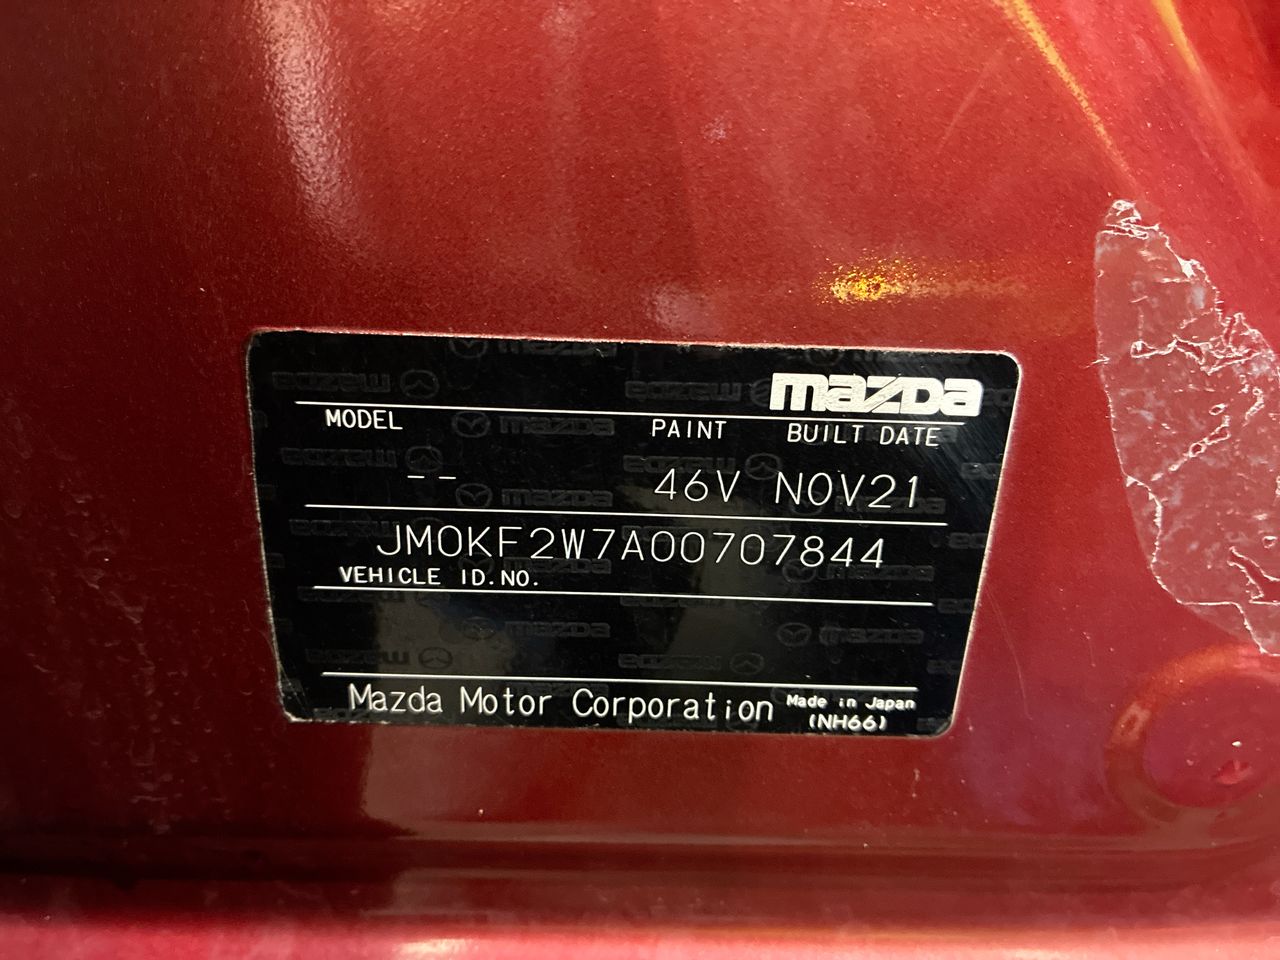 mazda
MODEL PAINT BUILT DATE
-- 46V NOV21
JM0KF2W7A00707844
VEHICLE ID.NO.
Mazda Motor Corporation Made in Japan
(NH66)